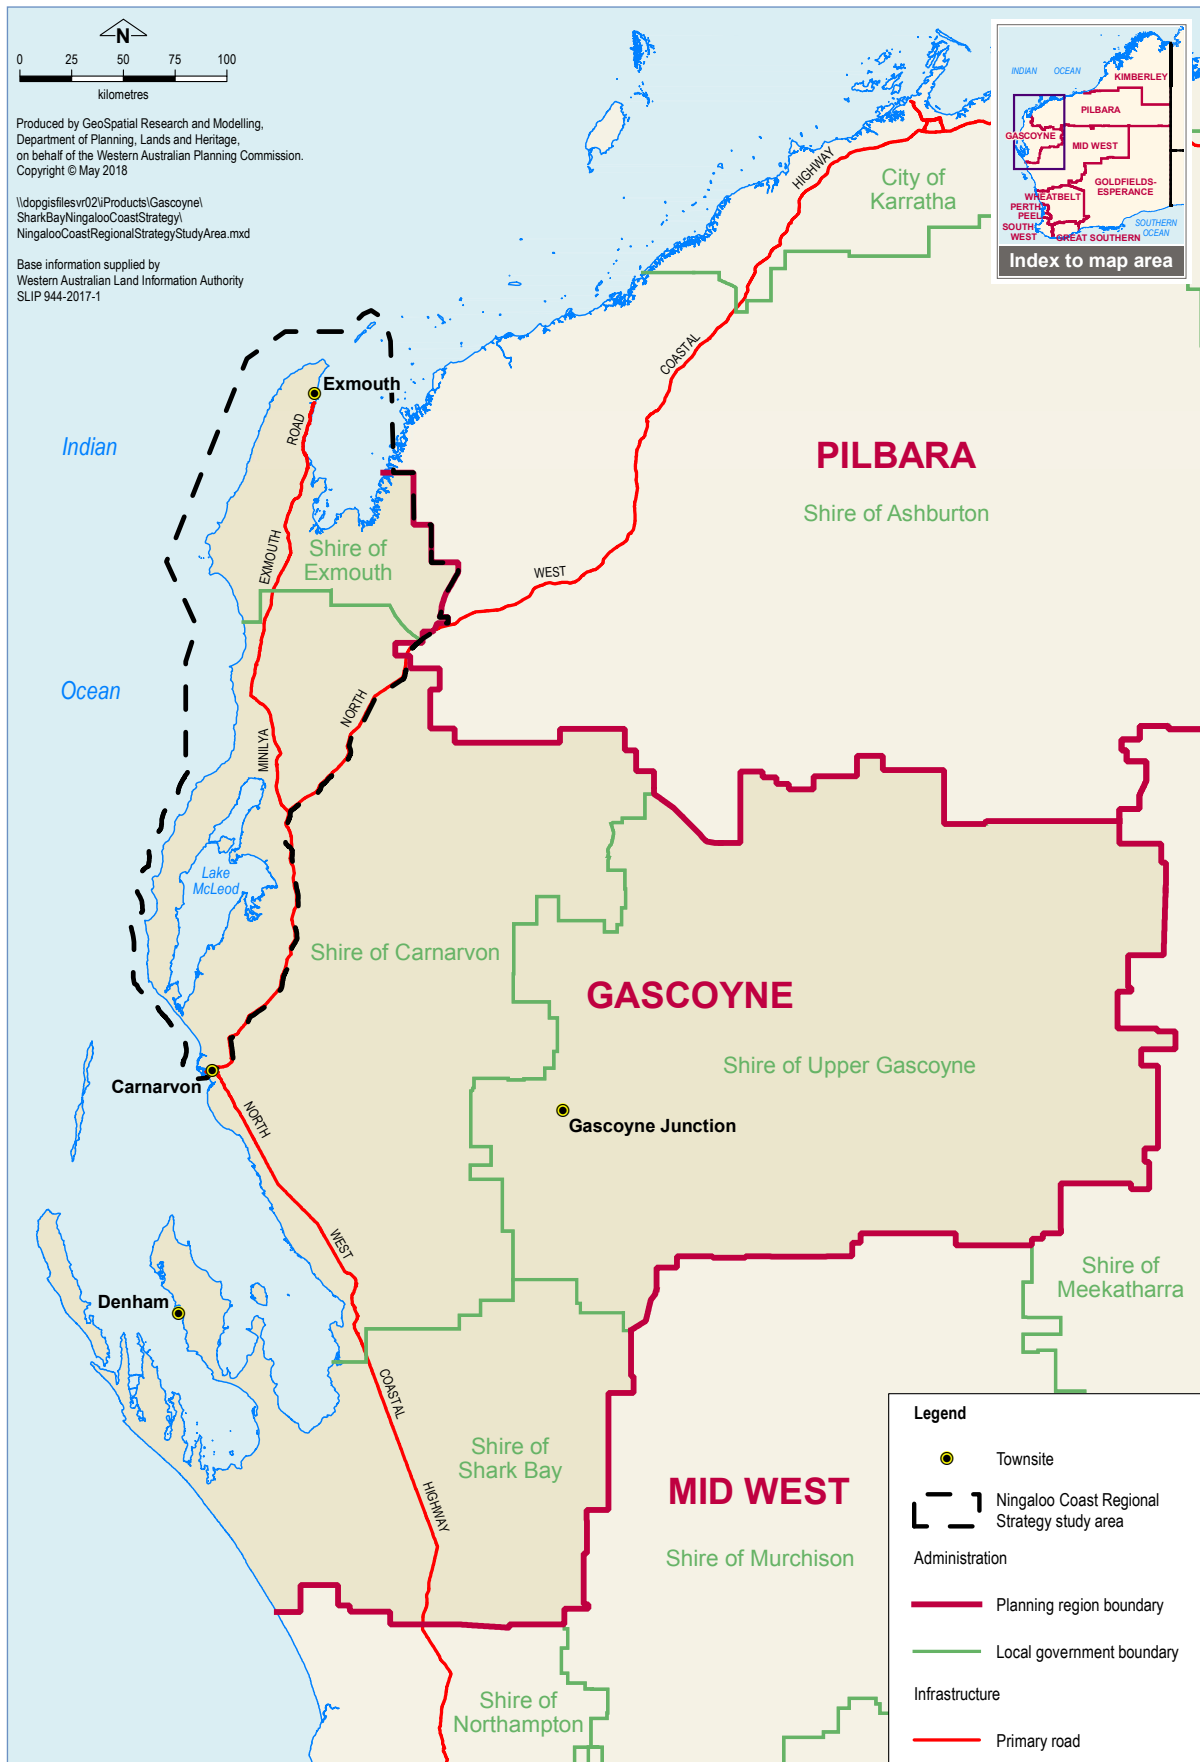 N
0 25 50 75 100
kilometres
Produced by GeoSpatial Research and Modelling,
Department of Planning, Lands and Heritage,
on behalf of the Western Australian Planning Commission.
Copyright © May 2018
\\dopgisfilesvr02\iProducts\Gascoyne\
SharkBayNingalooCoastStrategy\
NingalooCoastRegionalStrategyStudyArea.mxd
Base information supplied by
Western Australian Land Information Authority
SLIP 944-2017-1
INDIAN OCEAN
KIMBERLEY
PILBARA
GASCOYNE
MID WEST
GOLDFIELDS-
ESPERANCE
WHEATBELT
PERTH
PEEL
SOUTH
WEST
GREAT SOUTHERN
SOUTHERN
OCEAN
Index to map area
HIGHWAY
City of
Karratha
COASTAL
Exmouth
ROAD
Indian
PILBARA
Shire of Ashburton
Shire of
Exmouth
EXMOUTH
WEST
Ocean
NORTH
MINILYA
Lake
McLeod
Shire of Carnarvon
GASCOYNE
Shire of Upper Gascoyne
Carnarvon
NORTH
Gascoyne Junction
WEST
Shire of
Meekatharra
Denham
COASTAL
Shire of
Shark Bay
HIGHWAY
MID WEST
Shire of Murchison
Shire of
Northampton
Legend
Townsite
Ningaloo Coast Regional
Strategy study area
Administration
Planning region boundary
Local government boundary
Infrastructure
Primary road